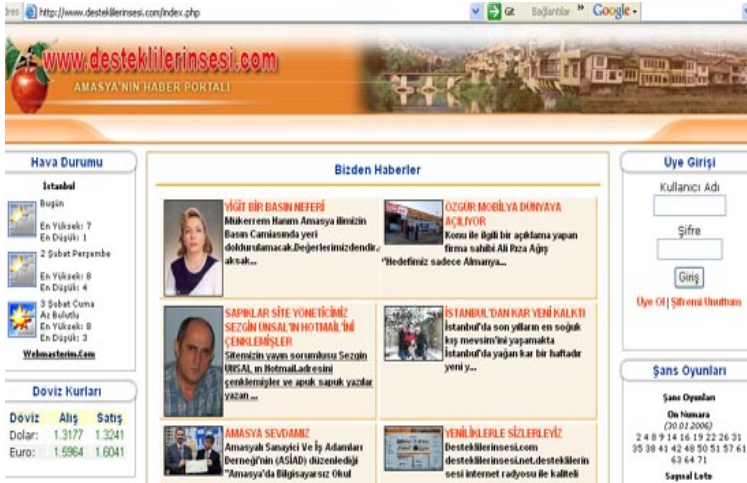 dres http://www.desteklilerinsesi.com/index.php Git Bağlantılar » Google -
www.desteklilerinsesi.com
AMASYA'NIN HABER PORTALI
Hava Durumu
İstanbul
Bugün
En Yüksek: 7
En Düşük: 1
2 Şubat Perşembe
En Yüksek: 8
En Düşük: 4
3 Şubat Cuma
Az Bulutlu
En Yüksek: 8
En Düşük: 3
Webmasterim.Com
Döviz Kurları
Döviz Alış Satış
Dolar: 1.3177 1.3241
Euro: 1.5964 1.6041
Bizden Haberler
YİĞİT BİR BASIN NEFERİ
Mükerrem Hanım Amasya ilimizin
Basın Camiasında yeri
doldurulamacak.Değerlerimizdendir.
aksak...
ÖZGÜR MOBİLYA DÜNYAYA
AÇILIYOR
Konu ile ilgili bir açıklama yapan
firma sahibi Ali Rıza Ağış
"Hedefimiz sadece Almanya...
SAPIKLAR SİTE YÖNETİCİMİZ
SEZGİN ÜNSAL'IN HOTMAİL'İNİ
ÇENKLEMİŞLER
Sitemizin yayın sorumlusu Sezgin
ÜNSAL ın Hotmail.adresini
çenklemişler ve apuk sapuk yazılar
yazan ...
İSTANBUL'DAN KAR YENİ KALKTI
İstanbul'da son yılların en soğuk
kış mevsim'ini yaşamakta
İstanbul'da yağan kar bir haftadır
yeni y...
AMASYA SEVDAMIZ
Amasyalı Sanayici Ve İş Adamları
Derneği'nin (ASİAD) düzenlediği
"Amasya'da Bilgisayarsız Okul
YENİLİKLERLE SİZLERLEYİZ
Desteklilerinsesi.com
desteklilerinsesi.net.desteklilerin
sesi internet radyosu ile kaliteli
Üye Girişi
Kullanici Adı
Şifre
Giriş
Üye Ol | Şifremi Unuttum
Şans Oyunları
Şans Oyunları
On Numara
(30.01.2006)
2 4 8 9 14 16 19 22 26 31
35 38 41 42 48 50 51 57 61
63 64 71
Sayısal Loto